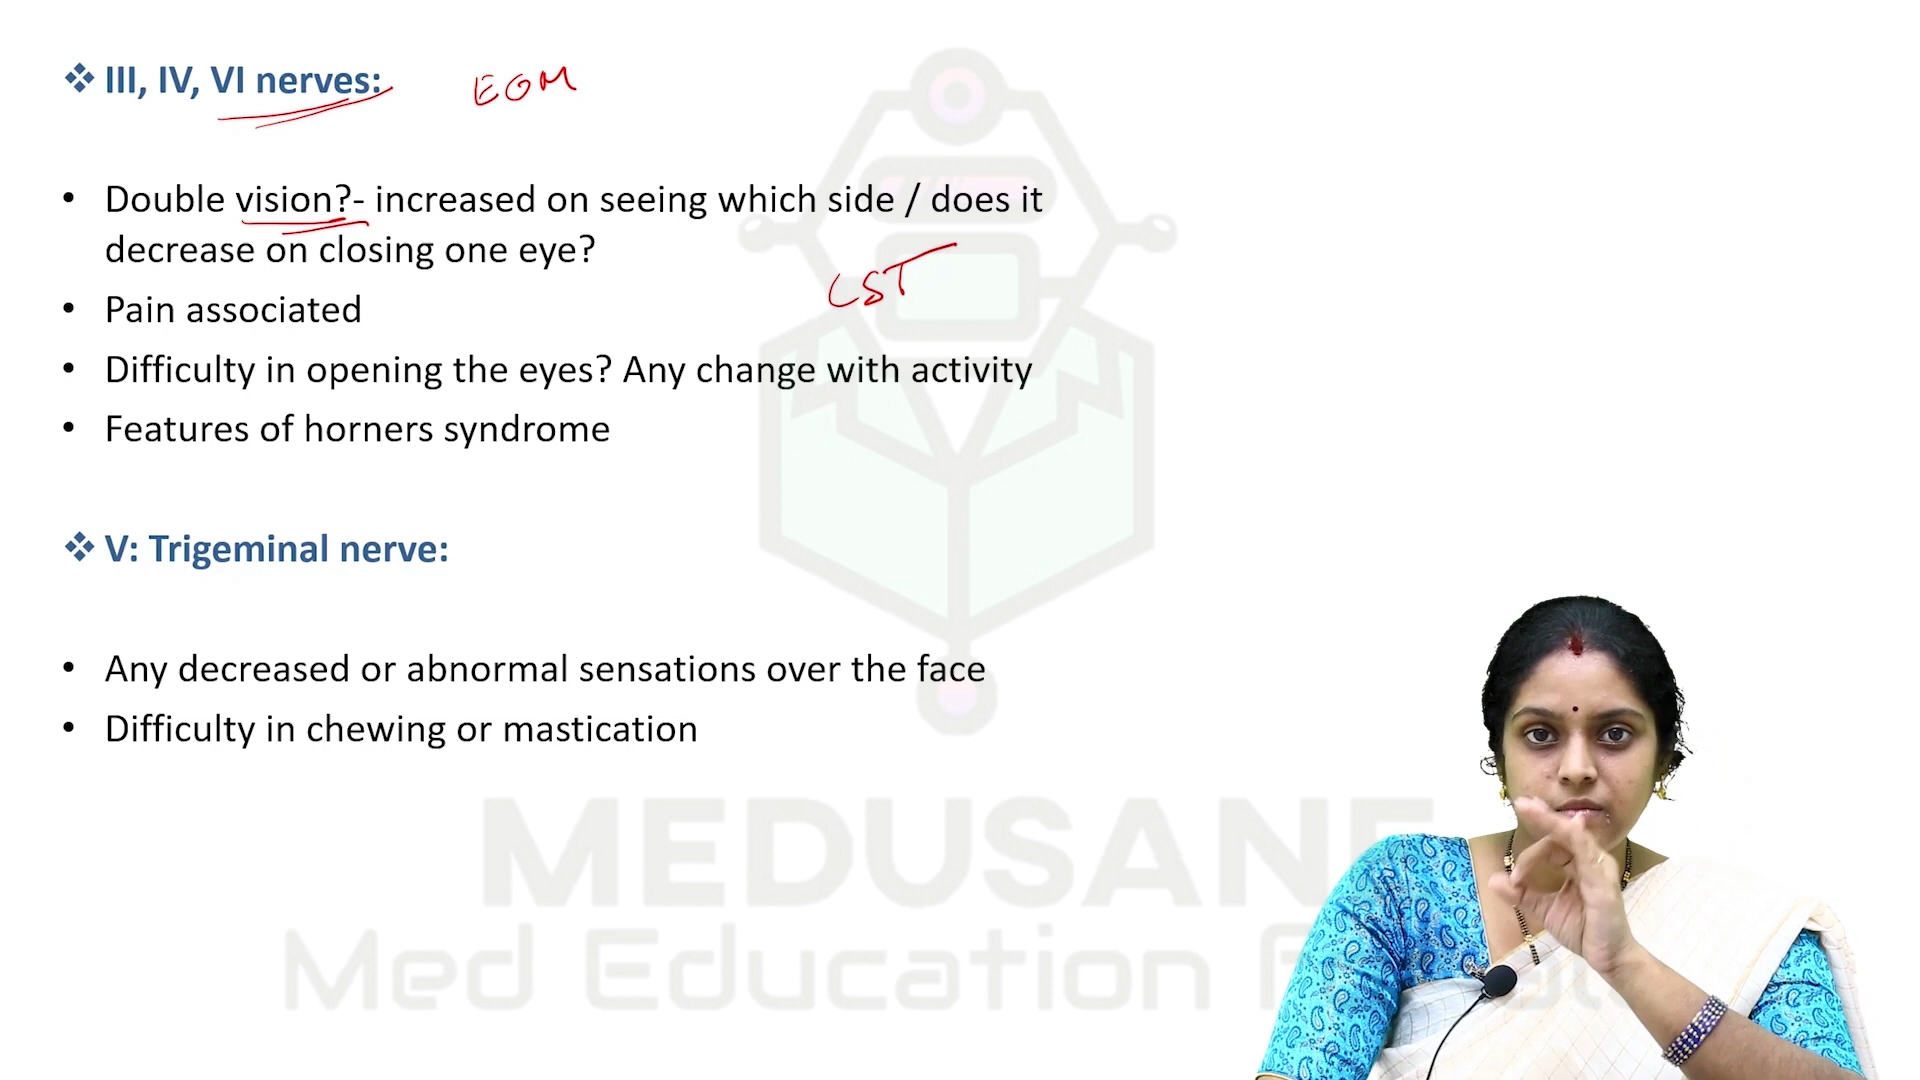 ❖ III, IV, VI nerves:
EOM
• Double vision?- increased on seeing which side / does it
decrease on closing one eye?
CST
• Pain associated
• Difficulty in opening the eyes? Any change with activity
• Features of horners syndrome
❖ V: Trigeminal nerve:
• Any decreased or abnormal sensations over the face
• Difficulty in chewing or mastication
MEDUSANE
Med Education